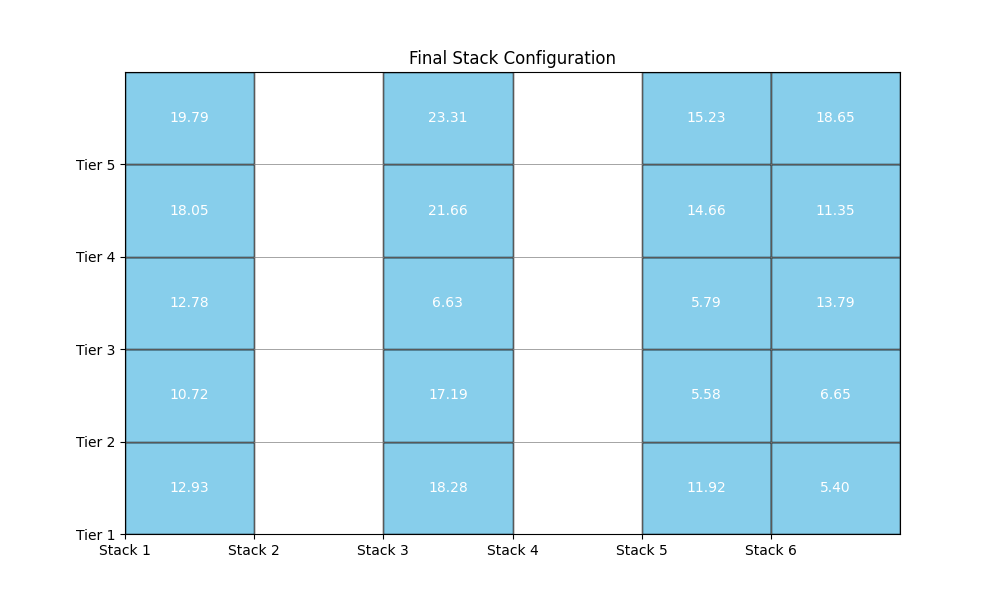 Final Stack Configuration
19.79 23.31 15.23 18.65
Tier 5
18.05 21.66 14.66 11.35
Tier 4
12.78 6.63 5.79 13.79
Tier 3
10.72 17.19 5.58 6.65
Tier 2
12.93 18.28 11.92 5.40
Tier 1
Stack 1 Stack 2 Stack 3 Stack 4 Stack 5 Stack 6